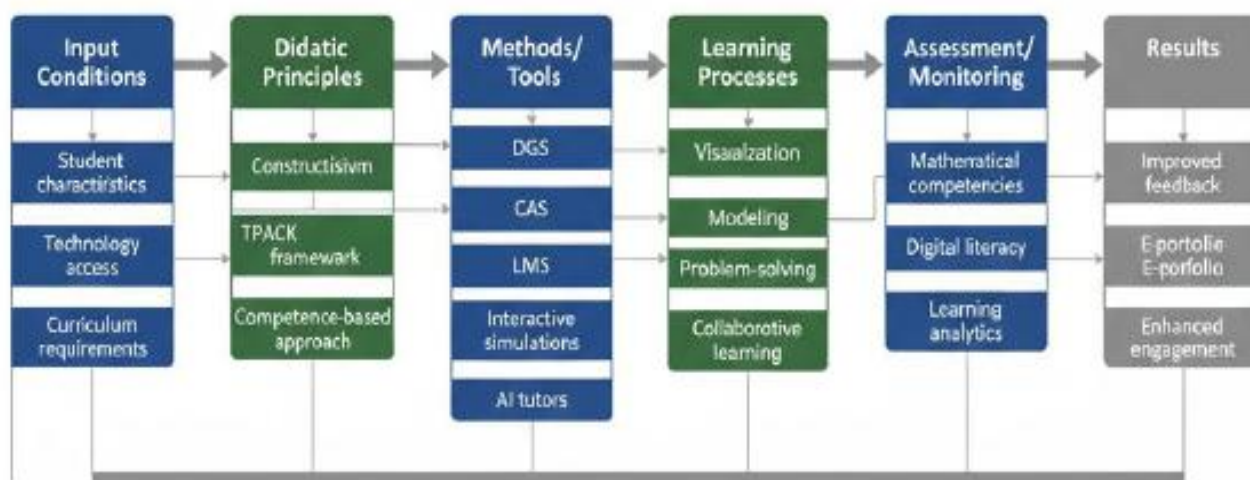 Input
Conditions
Student
charactiristics
Technology
access
Curriculum
requirements
Didatic
Principles
Constructisivm
TPACK
framewatk
Competence-based
approach
Methods/
Tools
DGS
CAS
LMS
Interactive
simulations
AI tutors
Learning
Processes
Visaalzation
Modeling
Problem-solving
Collaborotive
learning
Assessment/
Monitoring
Mathematical
competencies
Digital literacy
Learning
analytics
Results
Improved
feedback
E-portolie
E-porfolio
Enhanced
engagement